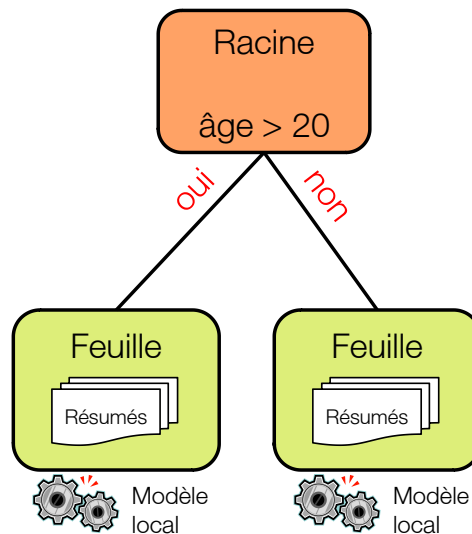 Racine
âge > 20
oui
non
Feuille
Résumés
Modèle
local
Feuille
Résumés
Modèle
local